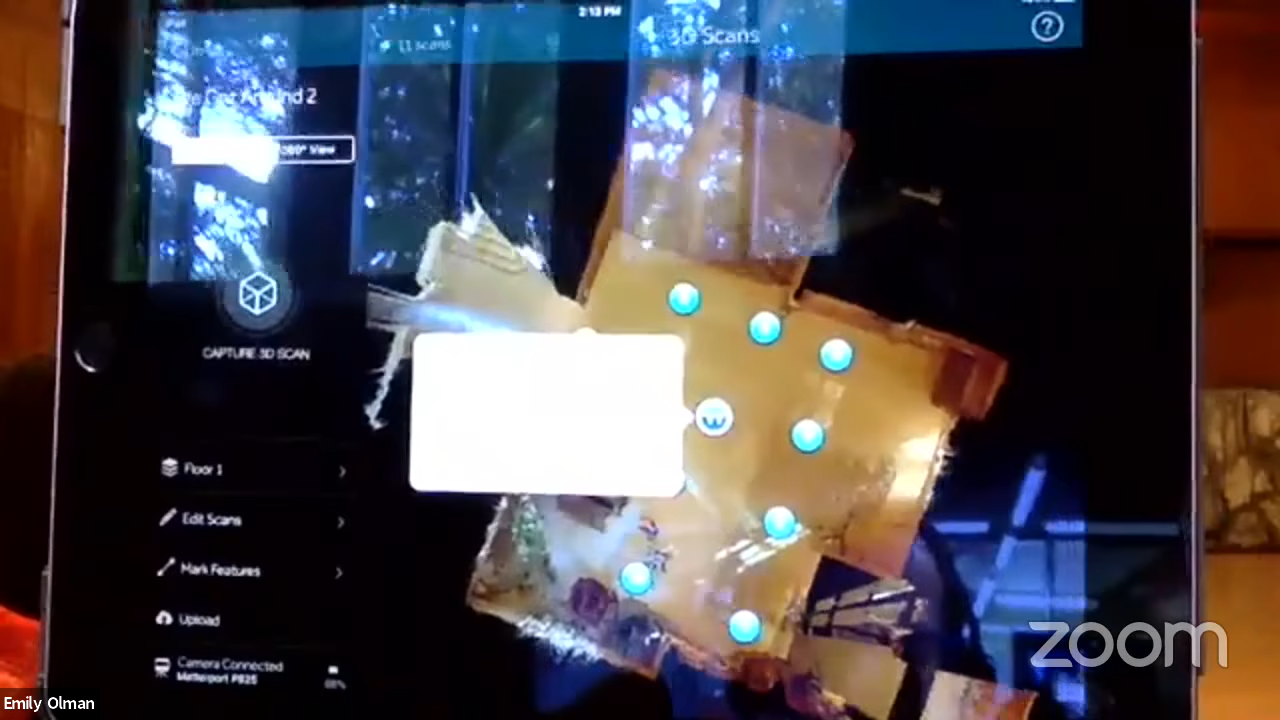 2:13 PM
11 scans
3D Scans
?
2
360° View
CAPTURE 3D SCAN
Floor 1
Edit Scans
Mark Features
Upload
Camera Connected
Matterport
zoom
Emily Olman